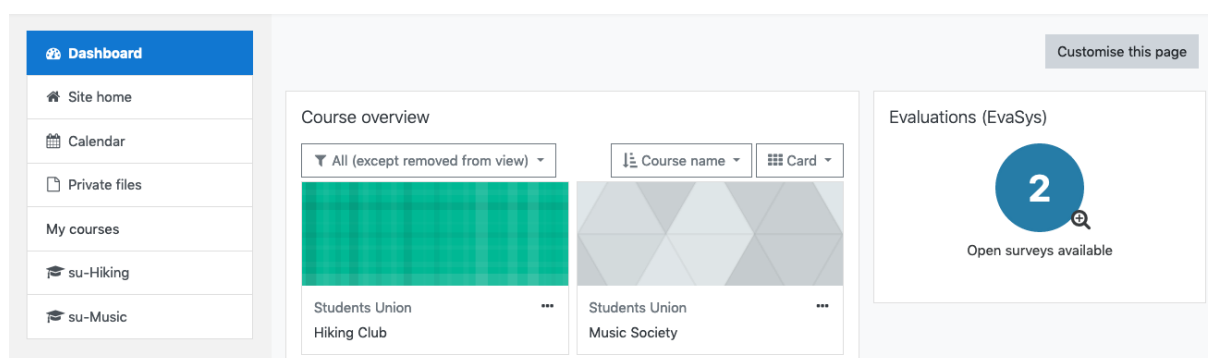 Dashboard
Site home
Calendar
Private files
My courses
su-Hiking
su-Music
Customise this page
Course overview
All (except removed from view)
Course name
Card
Students Union
Hiking Club
Students Union
Music Society
Evaluations (EvaSys)
2
Open surveys available